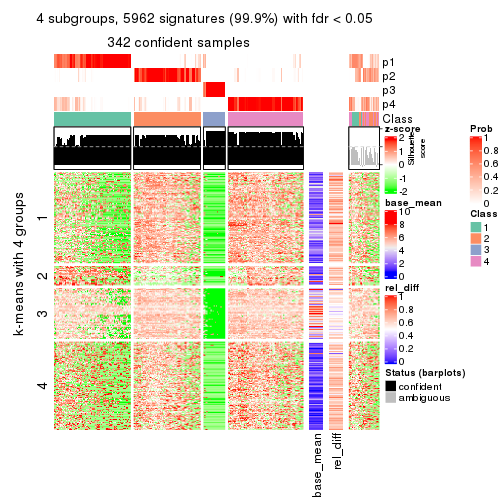 4 subgroups, 5962 signatures (99.9%) with fdr < 0.05
342 confident samples
p1
p2
p3
p4
Class
Silhouette score
k-means with 4 groups
1
2
3
4
base_mean
rel_diff
z-score
2
1
0
-1
-2
base_mean
10
8
6
4
2
0
rel_diff
1
0.8
0.6
0.4
0.2
0
Status (barplots)
confident
ambiguous
Prob
1
0.8
0.6
0.4
0.2
0
Class
1
2
3
4